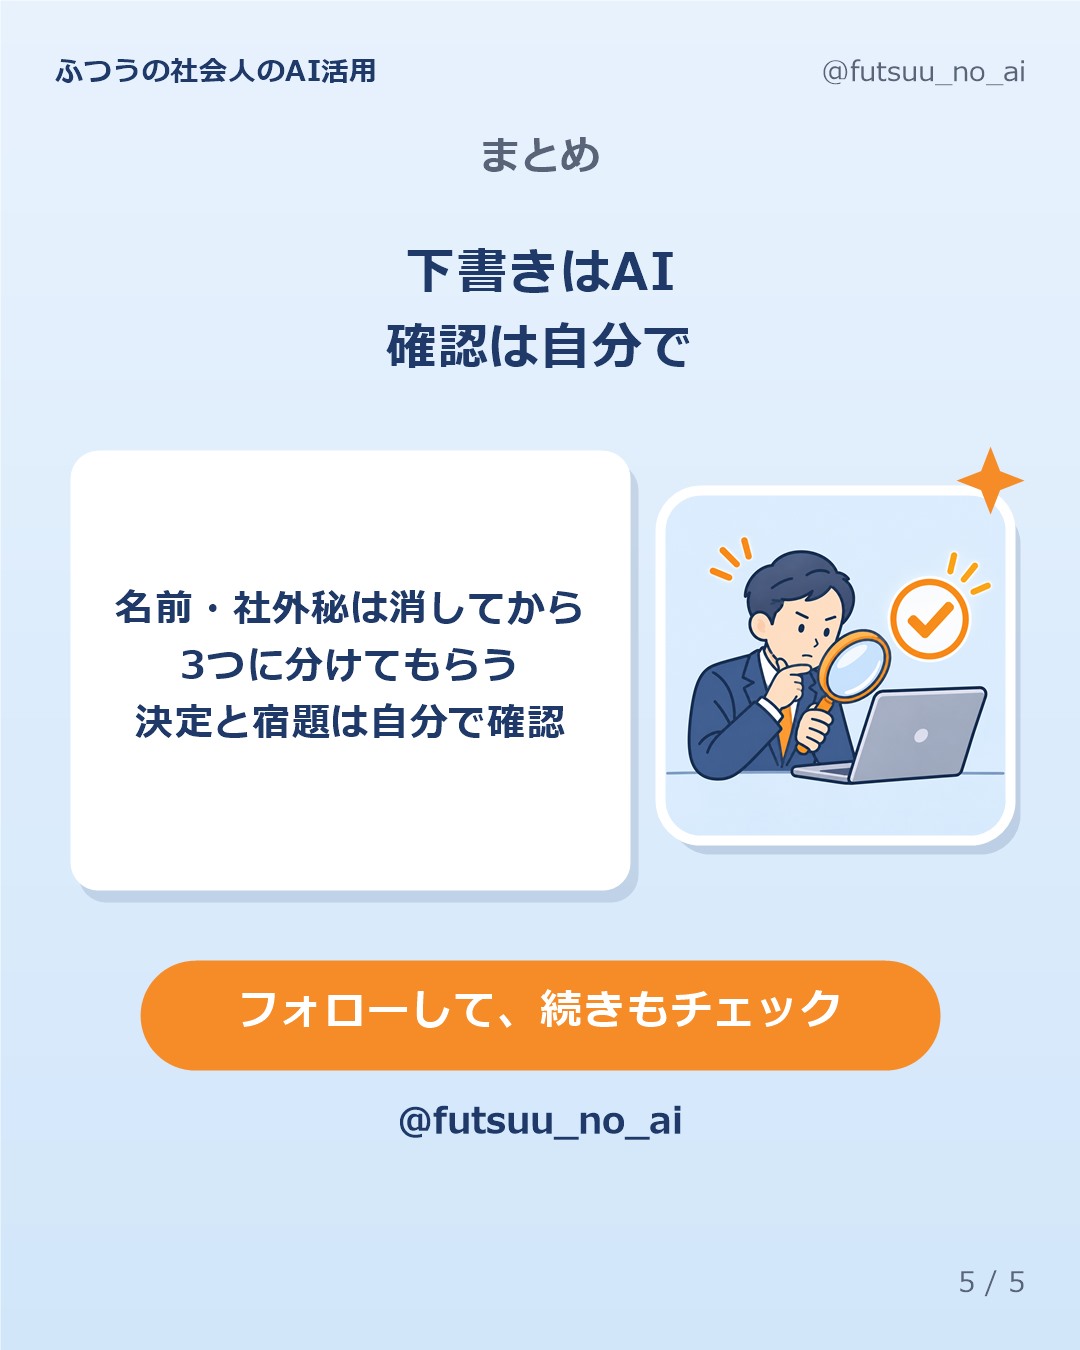 ふつうの社会人のAI活用
@futsuu_no_ai
まとめ
下書きはAI
確認は自分で
名前・社外秘は消してから
3つに分けてもらう
決定と宿題は自分で確認
フォローして、続きもチェック
@futsuu_no_ai
5 / 5